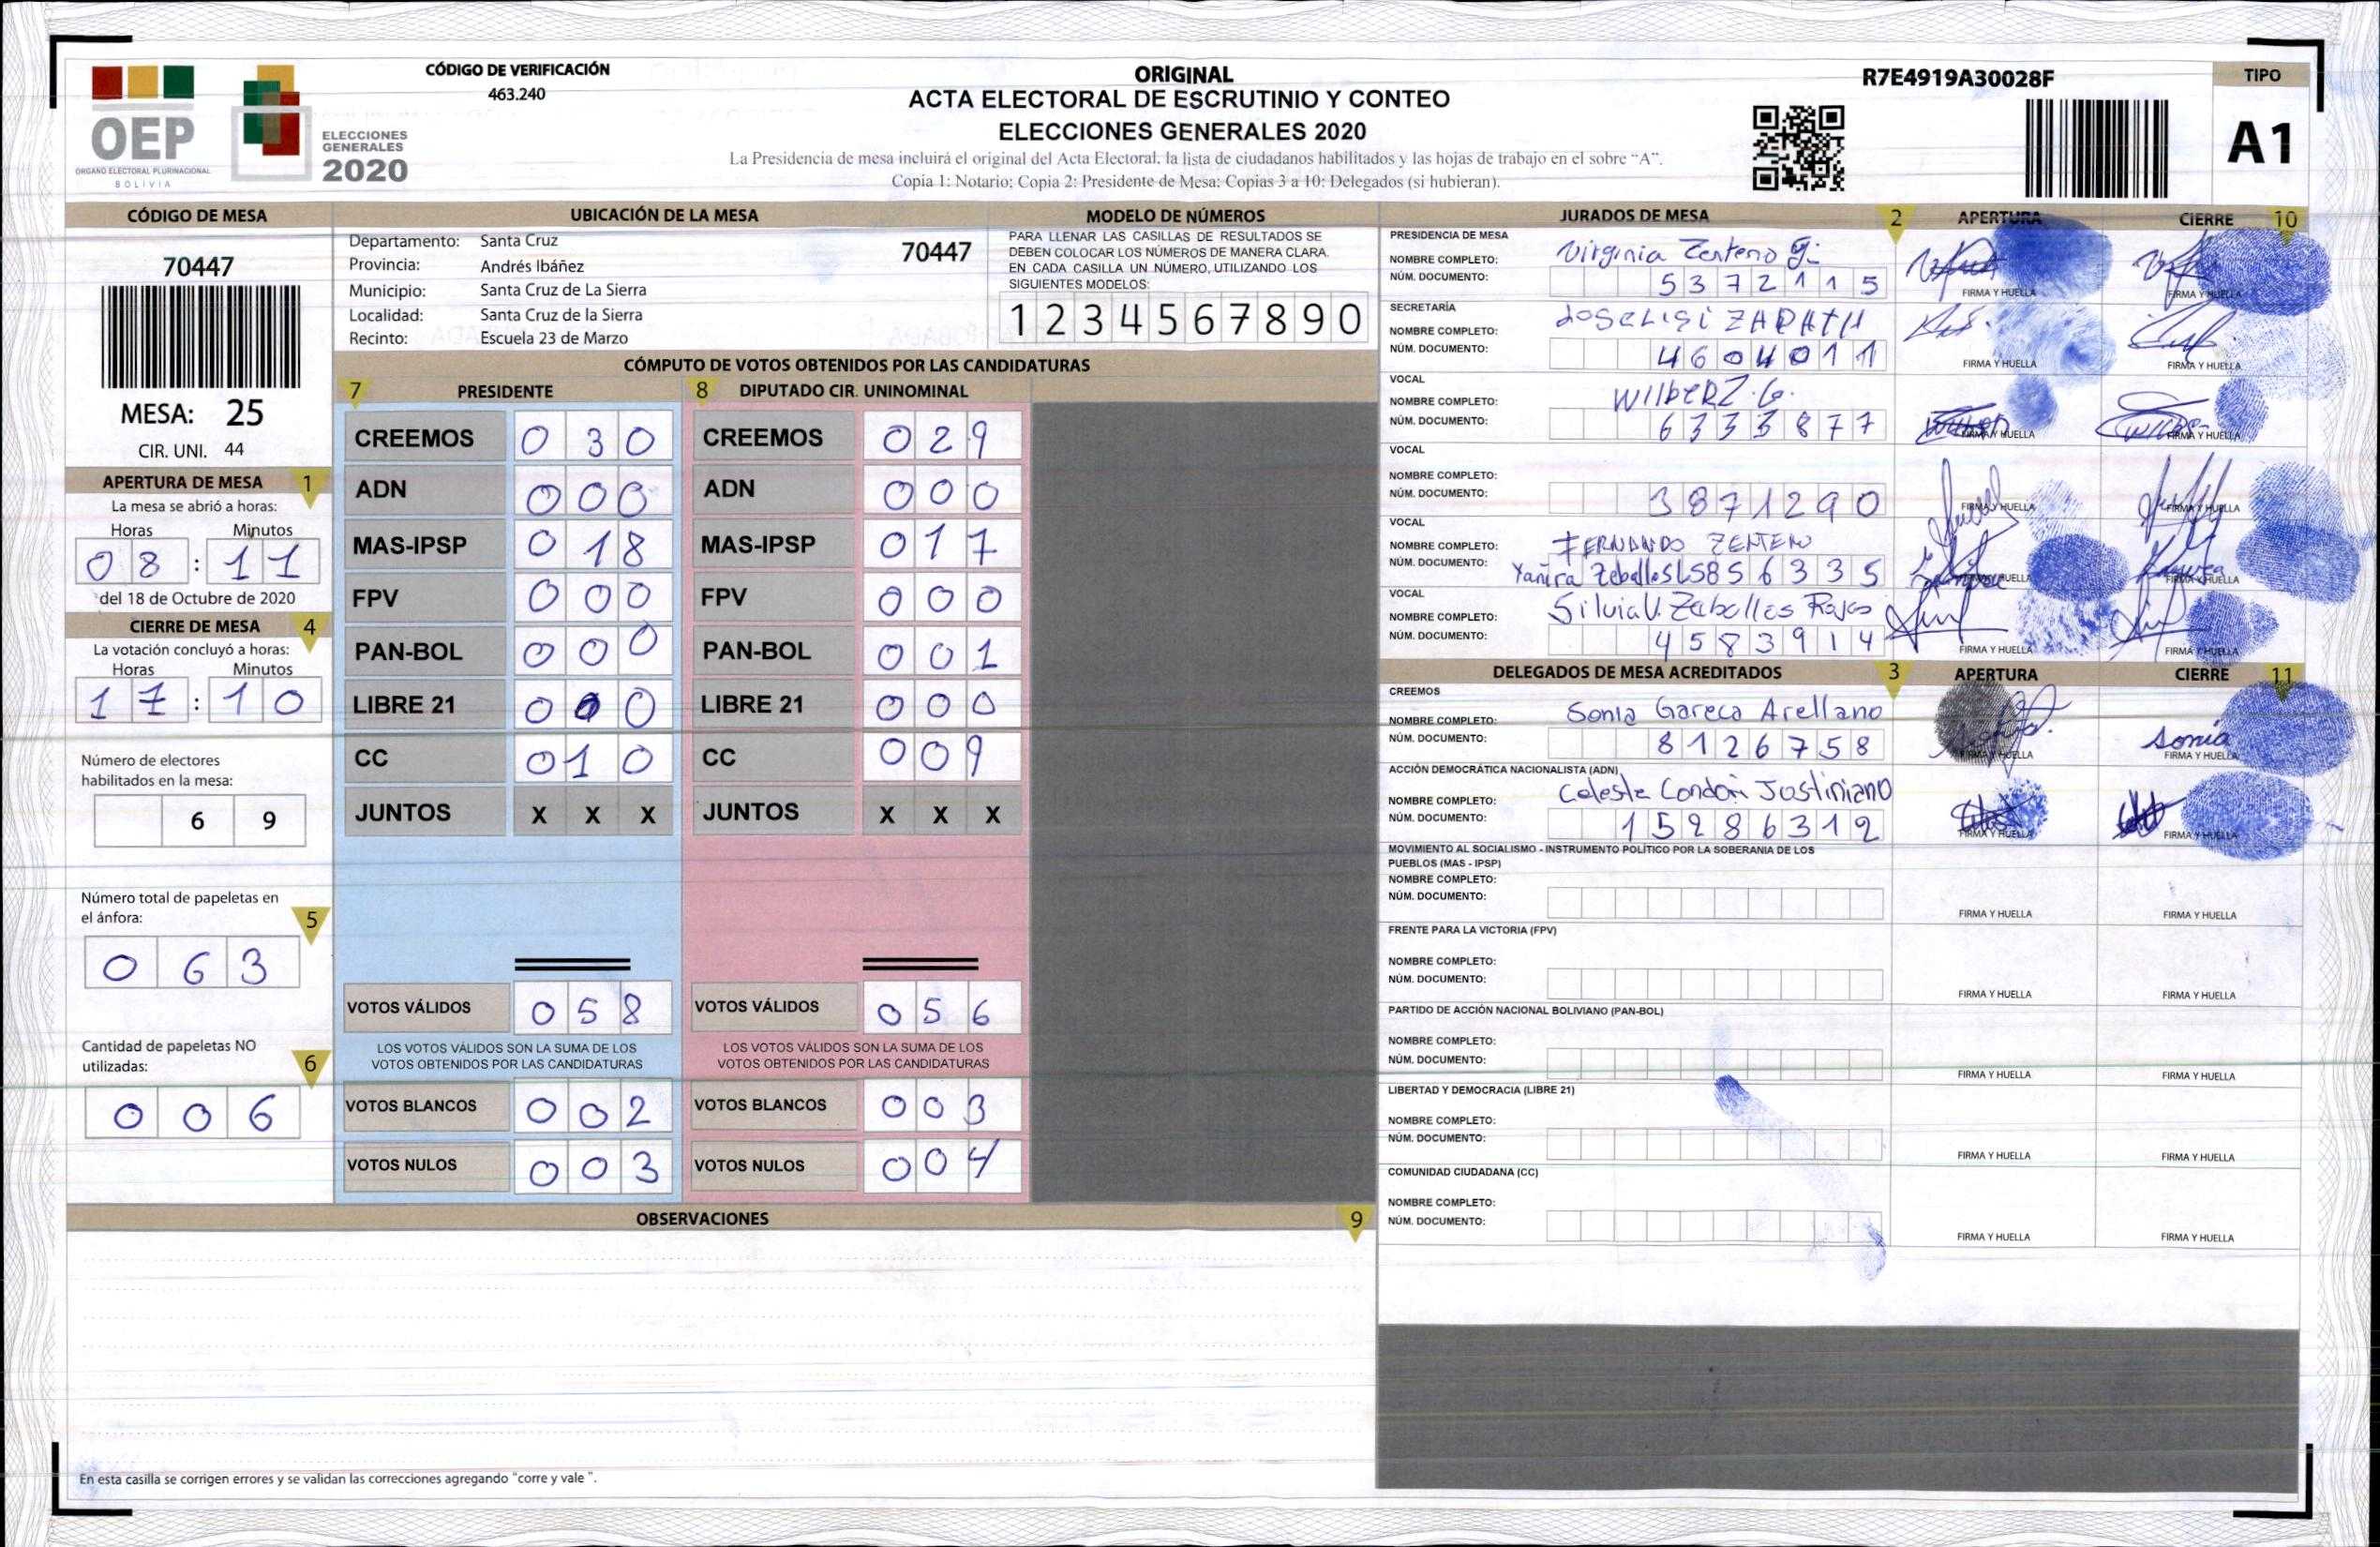 CÓDIGO DE VERIFICACIÓN
463.240
OEP
ORGANO ELECTORAL PLURINACIONAL
BOLIVIA
ELECCIONES
GENERALES
2020
ORIGINAL
ACTA ELECTORAL DE ESCRUTINIO Y CONTEO
ELECCIONES GENERALES 2020
La Presidencia de mesa incluirá el original del Acta Electoral, la lista de ciudadanos habilitados y las hojas de trabajo en el sobre "A".
Copia 1: Notario; Copia 2: Presidente de Mesa; Copias 3 a 10: Delegados (si hubieran).
R7E4919A30028F
TIPO
A1
CÓDIGO DE MESA
70447
MESA: 25
CIR. UNI. 44
APERTURA DE MESA 1
La mesa se abrió a horas:
Horas Minutos
08 : 11
del 18 de Octubre de 2020
CIERRE DE MESA 4
La votación concluyó a horas:
Horas Minutos
17 : 10
Número de electores
habilitados en la mesa:
6 9
Número total de papeletas en
el ánfora: 5
0 6 3
Cantidad de papeletas NO
utilizadas: 6
0 0 6
UBICACIÓN DE LA MESA
Departamento: Santa Cruz
70447
Provincia: Andrés Ibáñez
Municipio: Santa Cruz de La Sierra
Localidad: Santa Cruz de la Sierra
Recinto: Escuela 23 de Marzo
MODELO DE NÚMEROS
PARA LLENAR LAS CASILLAS DE RESULTADOS SE
DEBEN COLOCAR LOS NÚMEROS DE MANERA CLARA.
EN CADA CASILLA UN NÚMERO, UTILIZANDO LOS
SIGUIENTES MODELOS:
1 2 3 4 5 6 7 8 9 0
CÓMPUTO DE VOTOS OBTENIDOS POR LAS CANDIDATURAS
7 PRESIDENTE 8 DIPUTADO CIR. UNINOMINAL
CREEMOS 0 3 0 CREEMOS 0 2 9
ADN 0 0 0 ADN 0 0 0
MAS-IPSP 0 1 8 MAS-IPSP 0 1 7
FPV 0 0 0 FPV 0 0 0
PAN-BOL 0 0 0 PAN-BOL 0 0 1
LIBRE 21 0 0 0 LIBRE 21 0 0 0
CC 0 1 0 CC 0 0 9
JUNTOS X X X JUNTOS X X X
VOTOS VÁLIDOS 0 5 8 VOTOS VÁLIDOS 0 5 6
LOS VOTOS VÁLIDOS SON LA SUMA DE LOS LOS VOTOS VÁLIDOS SON LA SUMA DE LOS
VOTOS OBTENIDOS POR LAS CANDIDATURAS VOTOS OBTENIDOS POR LAS CANDIDATURAS
VOTOS BLANCOS 0 0 2 VOTOS BLANCOS 0 0 3
VOTOS NULOS 0 0 3 VOTOS NULOS 0 0 4
OBSERVACIONES 9
En esta casilla se corrigen errores y se validan las correcciones agregando "corre y vale ".
JURADOS DE MESA 2 APERTURA CIERRE 10
PRESIDENCIA DE MESA
NOMBRE COMPLETO: Virginia Zenteno G.
NÚM. DOCUMENTO: 5372115
FIRMA Y HUELLA FIRMA Y HUELLA
SECRETARÍA
NOMBRE COMPLETO:
NÚM. DOCUMENTO: 4604011
FIRMA Y HUELLA FIRMA Y HUELLA
VOCAL
NOMBRE COMPLETO: Wilber Z. G.
NÚM. DOCUMENTO: 6333877
FIRMA Y HUELLA FIRMA Y HUELLA
VOCAL
NOMBRE COMPLETO:
NÚM. DOCUMENTO: 3871290
FIRMA Y HUELLA FIRMA Y HUELLA
VOCAL
NOMBRE COMPLETO: FERNANDO ZENTENO
NÚM. DOCUMENTO: Yanira Zeballos 5856335
FIRMA Y HUELLA FIRMA Y HUELLA
VOCAL
NOMBRE COMPLETO: Silvia V. Zeballos Rojas
NÚM. DOCUMENTO: 4583914
FIRMA Y HUELLA FIRMA Y HUELLA
DELEGADOS DE MESA ACREDITADOS 3 APERTURA CIERRE 11
CREEMOS
NOMBRE COMPLETO: Sonia Gareca Arellano
NÚM. DOCUMENTO: 8126758
Sonia
FIRMA Y HUELLA FIRMA Y HUELLA
ACCIÓN DEMOCRÁTICA NACIONALISTA (ADN)
NOMBRE COMPLETO: Celeste Condori Justiniano
NÚM. DOCUMENTO: 15286312
FIRMA Y HUELLA FIRMA Y HUELLA
MOVIMIENTO AL SOCIALISMO - INSTRUMENTO POLÍTICO POR LA SOBERANIA DE LOS
PUEBLOS (MAS - IPSP)
NOMBRE COMPLETO:
NÚM. DOCUMENTO:
FIRMA Y HUELLA FIRMA Y HUELLA
FRENTE PARA LA VICTORIA (FPV)
NOMBRE COMPLETO:
NÚM. DOCUMENTO:
FIRMA Y HUELLA FIRMA Y HUELLA
PARTIDO DE ACCIÓN NACIONAL BOLIVIANO (PAN-BOL)
NOMBRE COMPLETO:
NÚM. DOCUMENTO:
FIRMA Y HUELLA FIRMA Y HUELLA
LIBERTAD Y DEMOCRACIA (LIBRE 21)
NOMBRE COMPLETO:
NÚM. DOCUMENTO:
FIRMA Y HUELLA FIRMA Y HUELLA
COMUNIDAD CIUDADANA (CC)
NOMBRE COMPLETO:
NÚM. DOCUMENTO:
FIRMA Y HUELLA FIRMA Y HUELLA